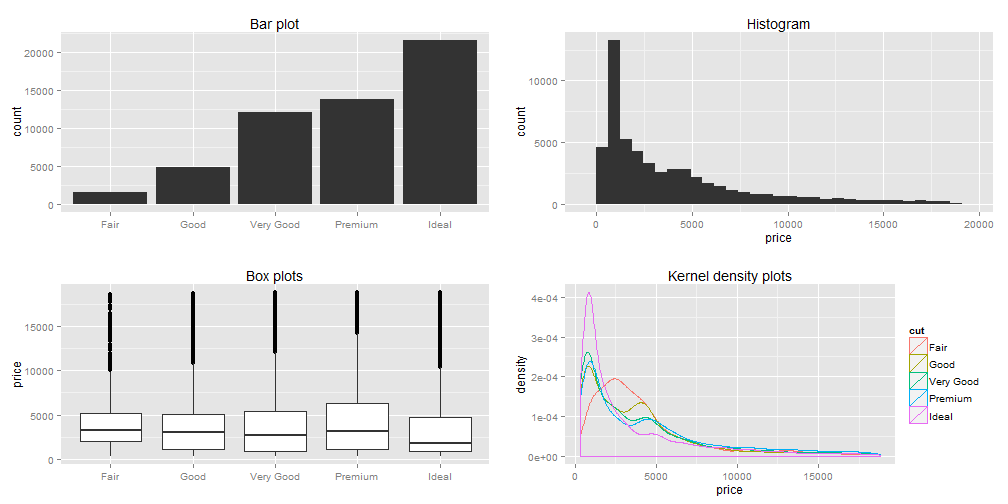 Bar plot
count
20000
15000
10000
5000
0
Fair Good Very Good Premium Ideal
Histogram
count
10000
5000
0
0 5000 10000 15000 20000
price
Box plots
price
15000
10000
5000
0
Fair Good Very Good Premium Ideal
Kernel density plots
density
4e-04
3e-04
2e-04
1e-04
0e+00
0 5000 10000 15000
price
cut
Fair
Good
Very Good
Premium
Ideal